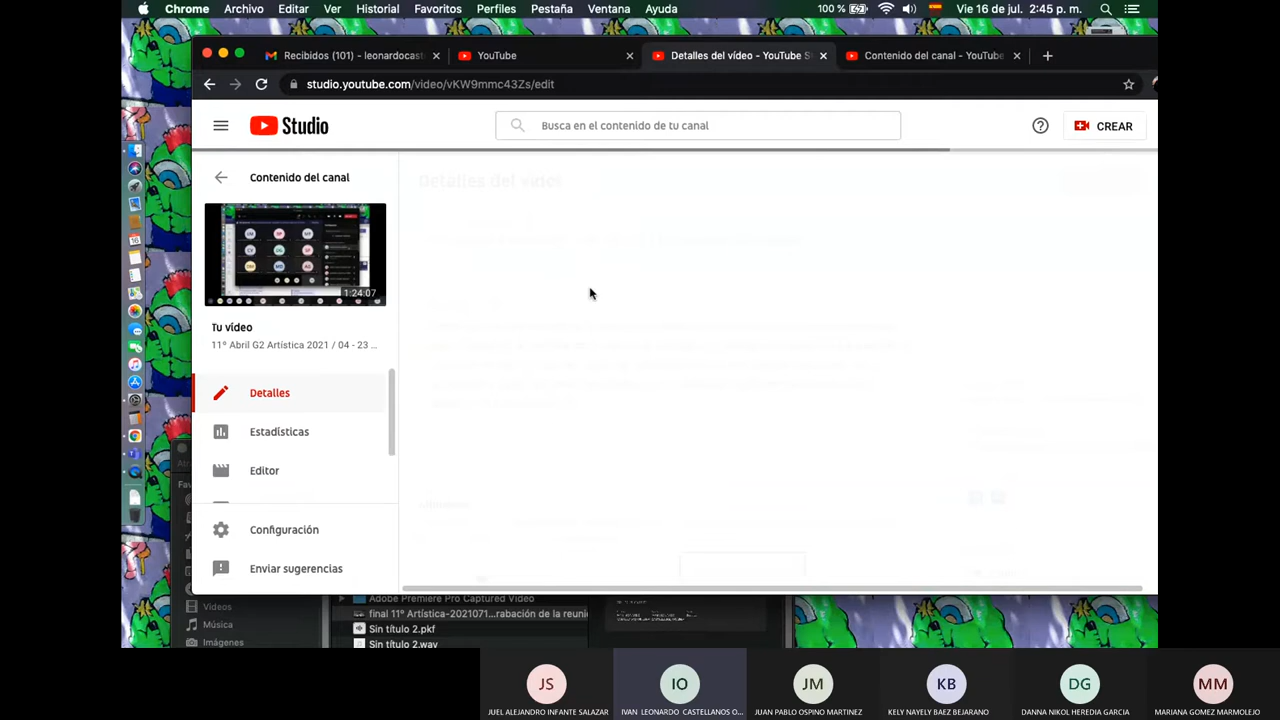 Chrome Archivo Editar Ver Historial Favoritos Perfiles Pestaña Ventana Ayuda 100 % Vie 16 de jul. 2:45 p. m.
Recibidos (101) - leonardocast
YouTube
Detalles del vídeo - YouTube S
Contenido del canal - YouTube
studio.youtube.com/video/vKW9mmc43Zs/edit
Studio
Busca en el contenido de tu canal
CREAR
Contenido del canal
Detalles del vídeo
1:24:07
Tu vídeo
11º Abril G2 Artística 2021 / 04 - 23 ...
Detalles
Estadísticas
Editor
Configuración
Enviar sugerencias
Fav
Adobe Premiere Pro Captured Video
Vídeos
final 11º Artística-2021071...rabación de la reunió
Música
Sin título 2.pkf
Imágenes
Sin título 2.wav
JS
IO
JM
KB
DG
MM
JUEL ALEJANDRO INFANTE SALAZAR
IVAN LEONARDO CASTELLANOS O...
JUAN PABLO OSPINO MARTINEZ
KELY NAYELY BAEZ BEJARANO
DANNA NIKOL HEREDIA GARCIA
MARIANA GOMEZ MARMOLEJO